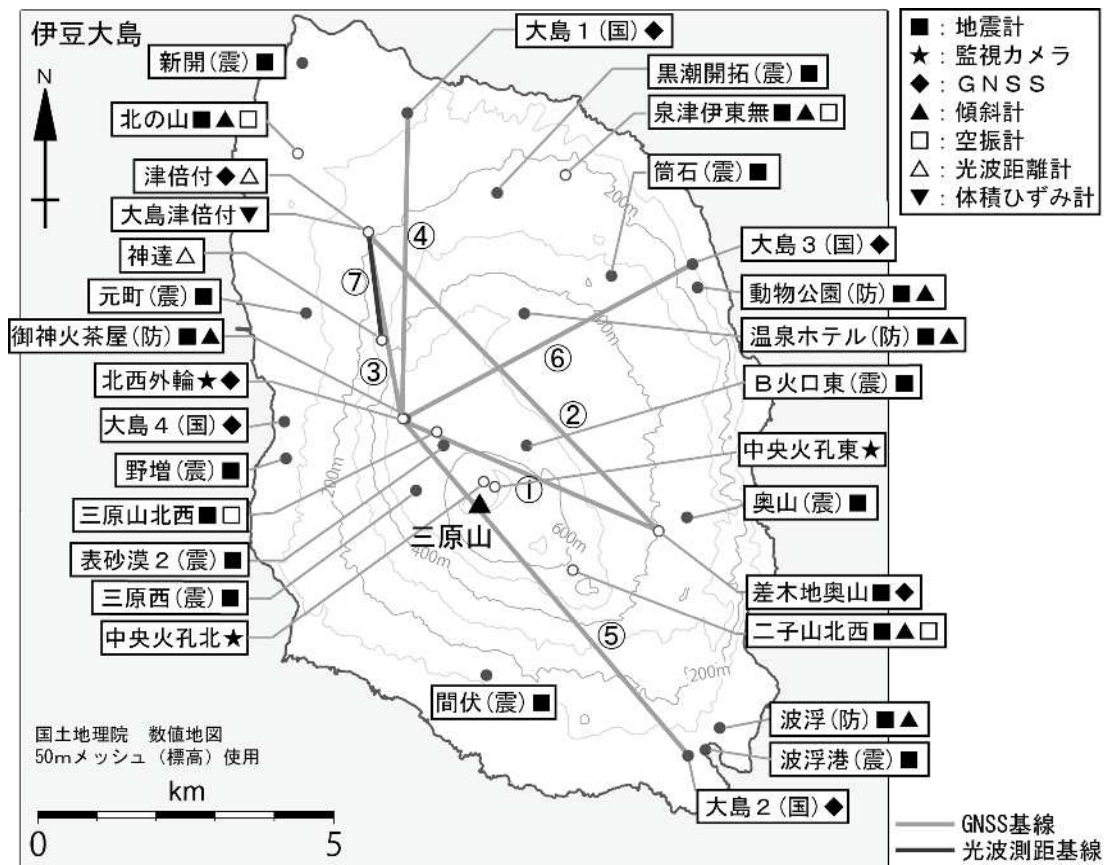 伊豆大島
N
新開(震)■
北の山■▲□
津倍付◆△
大島津倍付▼
神達△
元町(震)■
御神火茶屋(防)■▲
北西外輪★◆
大島4(国)◆
野増(震)■
三原山北西■□
表砂漠2(震)■
三原西(震)■
中央火孔北★
大島1(国)◆
黒潮開拓(震)■
泉津伊東無■▲□
筒石(震)■
大島3(国)◆
動物公園(防)■▲
温泉ホテル(防)■▲
B火口東(震)■
中央火孔東★
奥山(震)■
差木地奥山■◆
二子山北西■▲□
間伏(震)■
波浮(防)■▲
波浮港(震)■
大島2(国)◆
④
⑦
③
⑥
②
①
⑤
▲
三原山
200m
200m
400m
600m
200m
■:地震計
★:監視カメラ
◆:GNSS
▲:傾斜計
□:空振計
△:光波距離計
▼:体積ひずみ計
国土地理院 数値地図
50mメッシュ(標高)使用
km
0 5
GNSS基線
光波測距基線